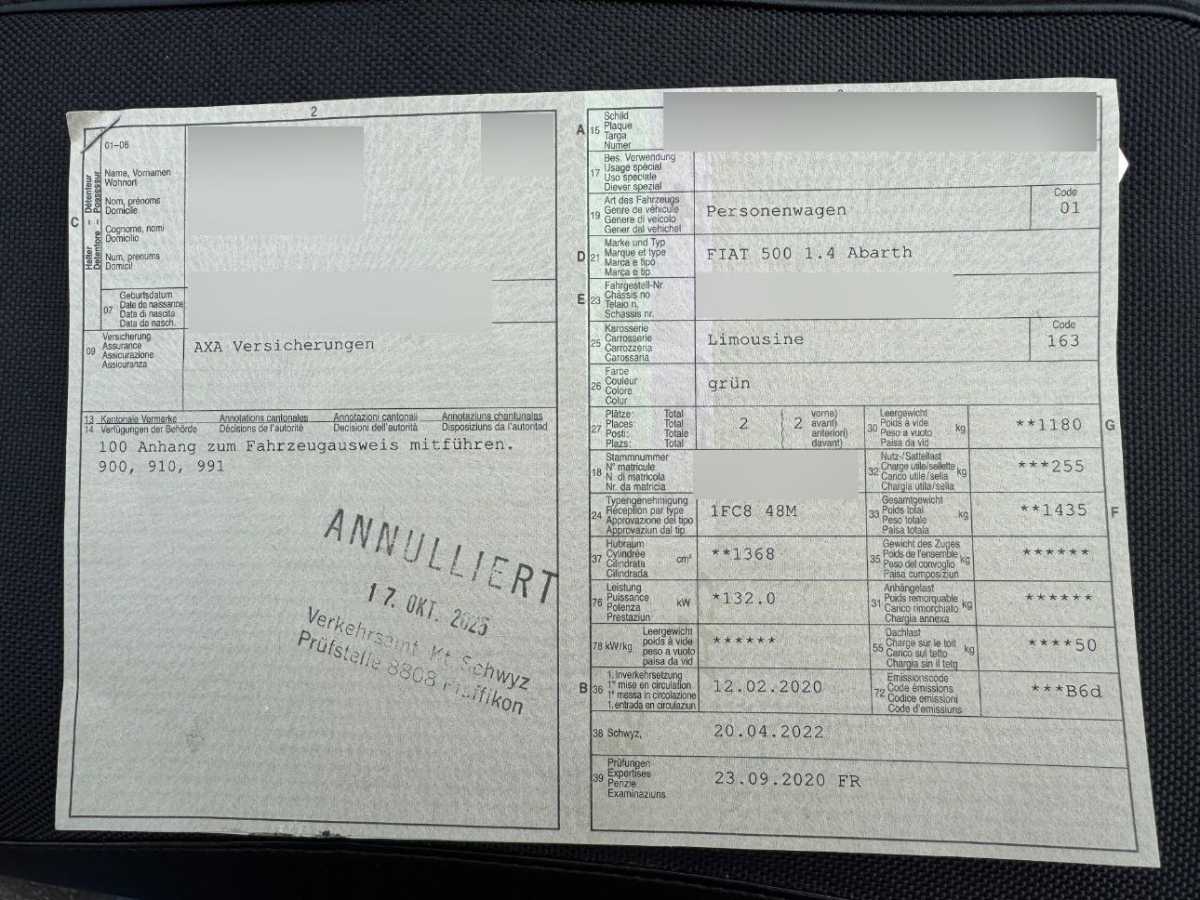 2
01–06
Halter – Détenteur
Detentore – Possessur
C
Name, Vornamen
Wohnort
Nom, prénoms
Domicile
Cognome, nomi
Domicilio
Num, prenums
Domicil
07
Geburtsdatum
Date de naissance
Data di nascita
Data da nasch.
09
Versicherung
Assurance
Assicurazione
Assicuranza
AXA Versicherungen
13 Kantonale Vermerke Annotations cantonales Annotazioni cantonali Annotaziuns chantunalas
14 Verfügungen der Behörde Décisions de l'autorité Decisioni dell'autorità Disposiziuns da l'autoritad
100 Anhang zum Fahrzeugausweis mitführen.
900, 910, 991
ANNULLIERT
17. OKT. 2025
Verkehrsamt Kt. Schwyz
Prüfstelle 8808 Pfäffikon
A 15
Schild
Plaque
Targa
Numer
17
Bes. Verwendung
Usage spécial
Uso speciale
Diever spezial
19
Art des Fahrzeugs
Genre de véhicule
Genere di veicolo
Gener dal vehichel
Personenwagen
Code
01
D 21
Marke und Typ
Marque et type
Marca e tipo
Marca e tip
FIAT 500 1.4 Abarth
E 23
Fahrgestell-Nr.
Châssis no
Telaio n.
Schassis nr.
25
Karosserie
Carrosserie
Carrozzeria
Carossaria
Limousine
Code
163
26
Farbe
Couleur
Colore
Colur
grün
27
Plätze: Total
Places: Total
Posti: Totale
Plazs: Total
2
2
vorne)
avant)
anteriori)
davant)
30
Leergewicht
Poids à vide
Peso a vuoto
Paisa da vid
kg
**1180
G
18
Stammnummer
N° matricule
N. di matricola
Nr. da matricla
32
Nutz-/Sattellast
Charge utile/sellette
Carico utile/sella
Chargia utila/sella
kg
***255
24
Typengenehmigung
Réception par type
Approvazione del tipo
Approvaziun dal tip
1FC8 48M
33
Gesamtgewicht
Poids total
Peso totale
Paisa totala
kg
**1435
F
37
Hubraum
Cylindrée
Cilindrata
Cilindrada
cm³
**1368
35
Gewicht des Zuges
Poids de l'ensemble
Peso del convoglio
Paisa cumposiziun
kg
******
76
Leistung
Puissance
Potenza
Prestaziun
kW
*132.0
31
Anhängelast
Poids remorquable
Carico rimorchiato
Chargia annexa
kg
******
78 kW/kg
Leergewicht
poids à vide
peso a vuoto
paisa da vid
******
55
Dachlast
Charge sur le toit
Carico sul tetto
Chargia sin il tetg
kg
****50
B 36
1. Inverkehrsetzung
1re mise en circulation
1a messa in circolazione
1. entrada en circulaziun
12.02.2020
72
Emissionscode
Code émissions
Codice emissioni
Code d'emissiuns
***B6d
38 Schwyz,
20.04.2022
39
Prüfungen
Expertises
Perizie
Examinaziuns
23.09.2020 FR